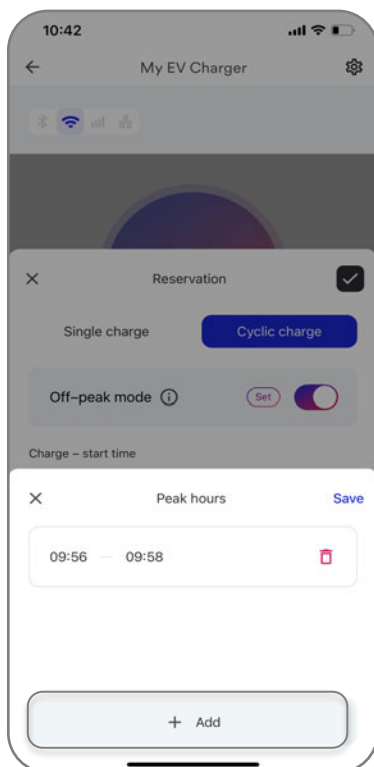 10:42
My EV Charger
Reservation
Single charge Cyclic charge
Off-peak mode Set
Charge – start time
Peak hours Save
09:56 — 09:58
+ Add